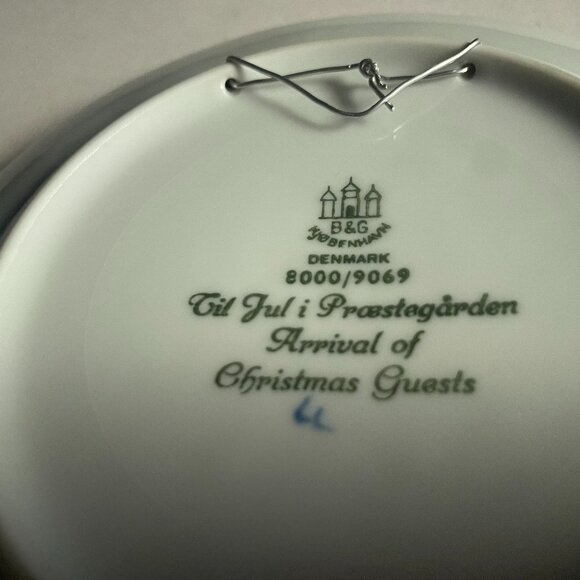 B&G
KJØBENHAVN
DENMARK
8000/9069
Til Jul i Præstegården
Arrival of
Christmas Guests